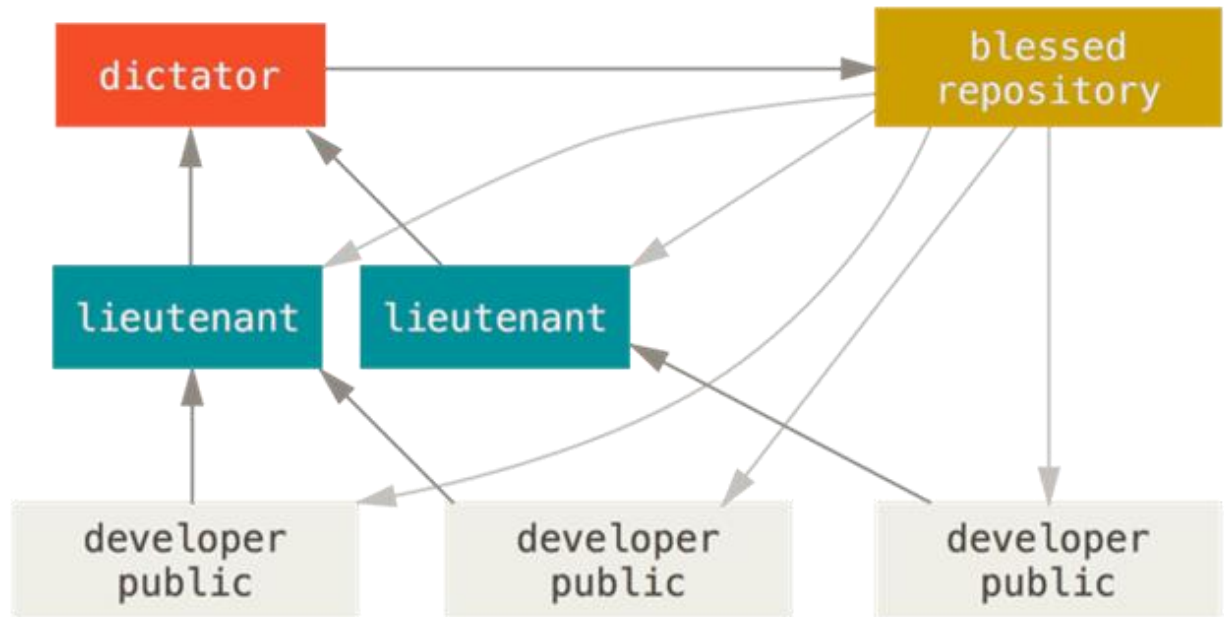 dictator
blessed
repository
lieutenant
lieutenant
developer
public
developer
public
developer
public